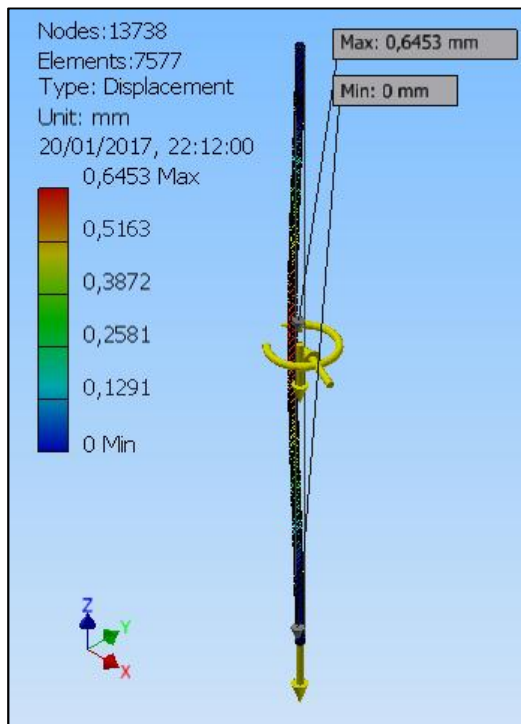 Nodes:13738
Elements:7577
Type: Displacement
Unit: mm
20/01/2017, 22:12:00
0,6453 Max
0,5163
0,3872
0,2581
0,1291
0 Min
Max: 0,6453 mm
Min: 0 mm
Z
Y
X